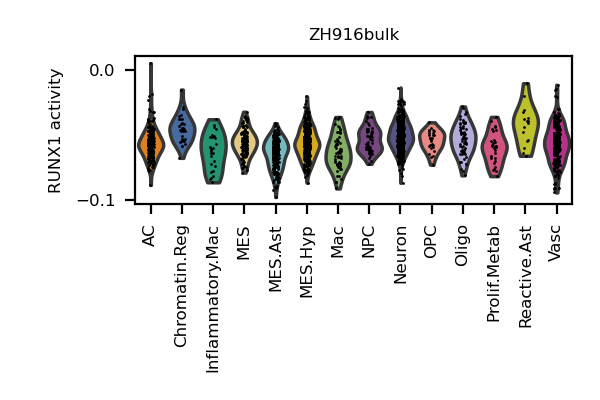 ZH916bulk
RUNX1 activity
0.0
−0.1
AC
Chromatin.Reg
Inflammatory.Mac
MES
MES.Ast
MES.Hyp
Mac
NPC
Neuron
OPC
Oligo
Prolif.Metab
Reactive.Ast
Vasc